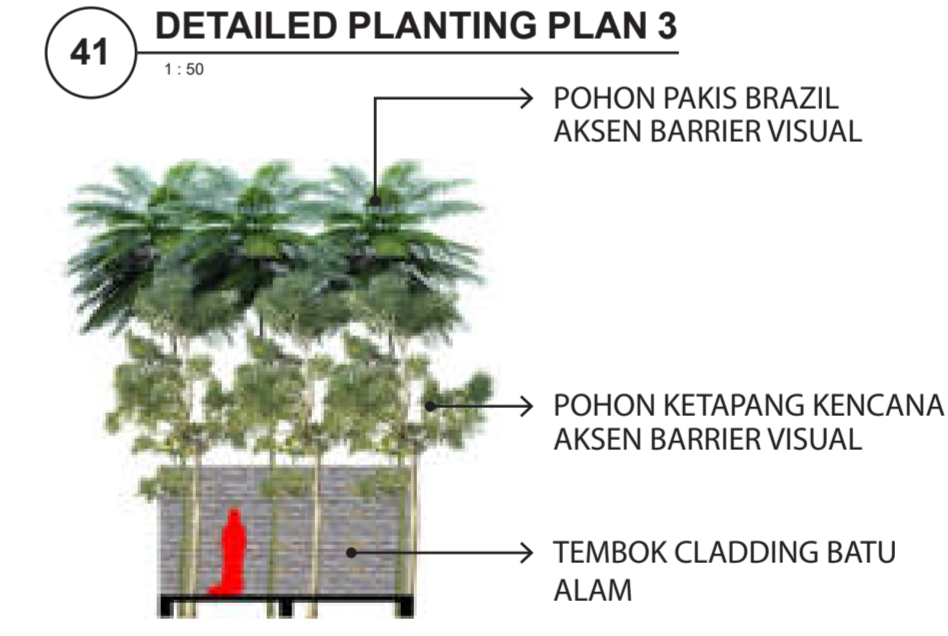 41
DETAILED PLANTING PLAN 3
1 : 50
POHON PAKIS BRAZIL
AKSEN BARRIER VISUAL
POHON KETAPANG KENCANA
AKSEN BARRIER VISUAL
TEMBOK CLADDING BATU
ALAM